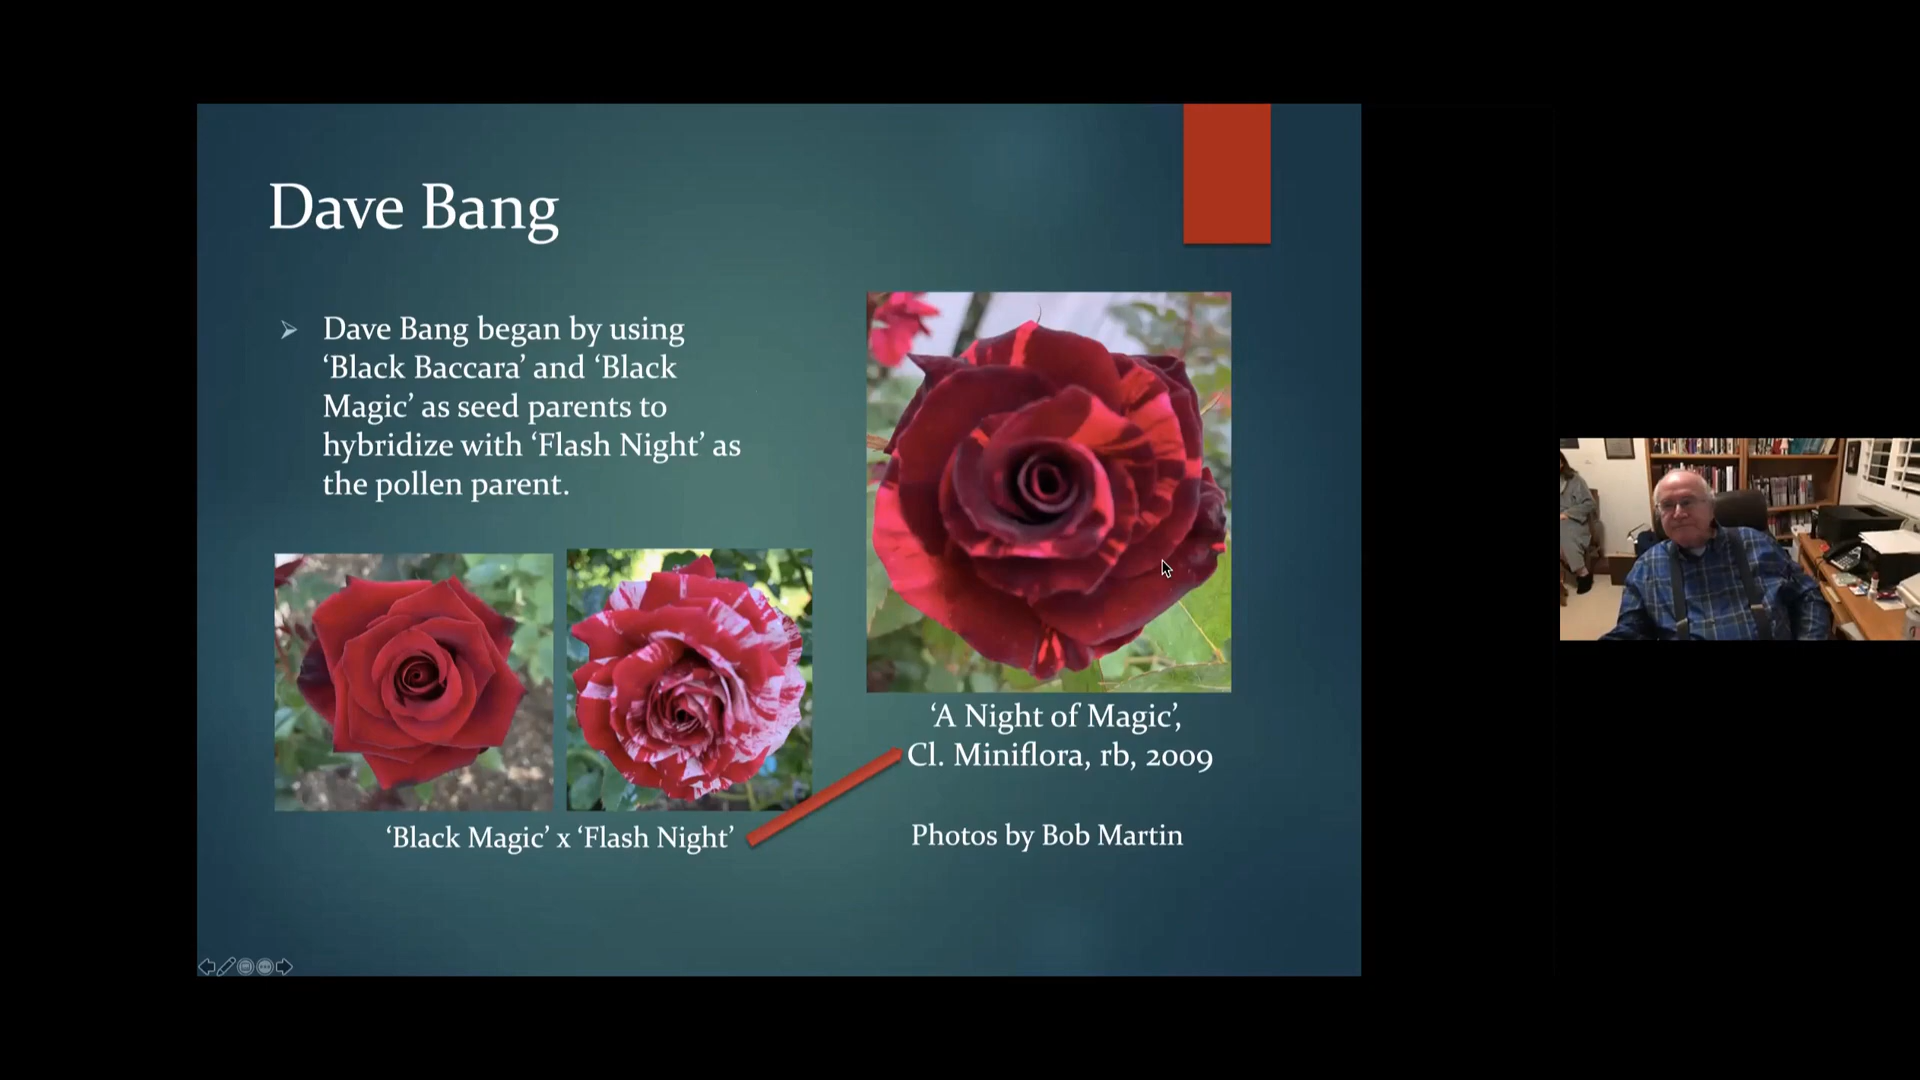 Dave Bang
Dave Bang began by using
‘Black Baccara’ and ‘Black
Magic’ as seed parents to
hybridize with ‘Flash Night’ as
the pollen parent.
‘A Night of Magic’,
Cl. Miniflora, rb, 2009
‘Black Magic’ x ‘Flash Night’
Photos by Bob Martin